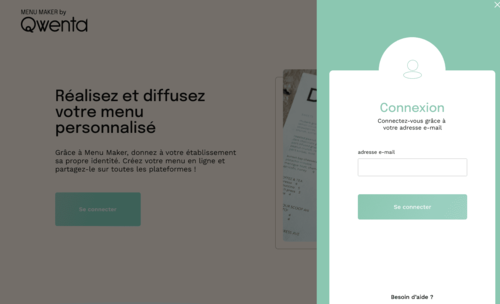 MENU MAKER by
Qwenta
Réalisez et diffusez
votre menu
personnalisé
Grâce à Menu Maker, donnez à votre établissement
sa propre identité. Créez votre menu en ligne et
partagez-le sur toutes les plateformes !
Se connecter
Connexion
Connectez-vous grâce à
votre adresse e-mail
adresse e-mail
Se connecter
Besoin d'aide ?